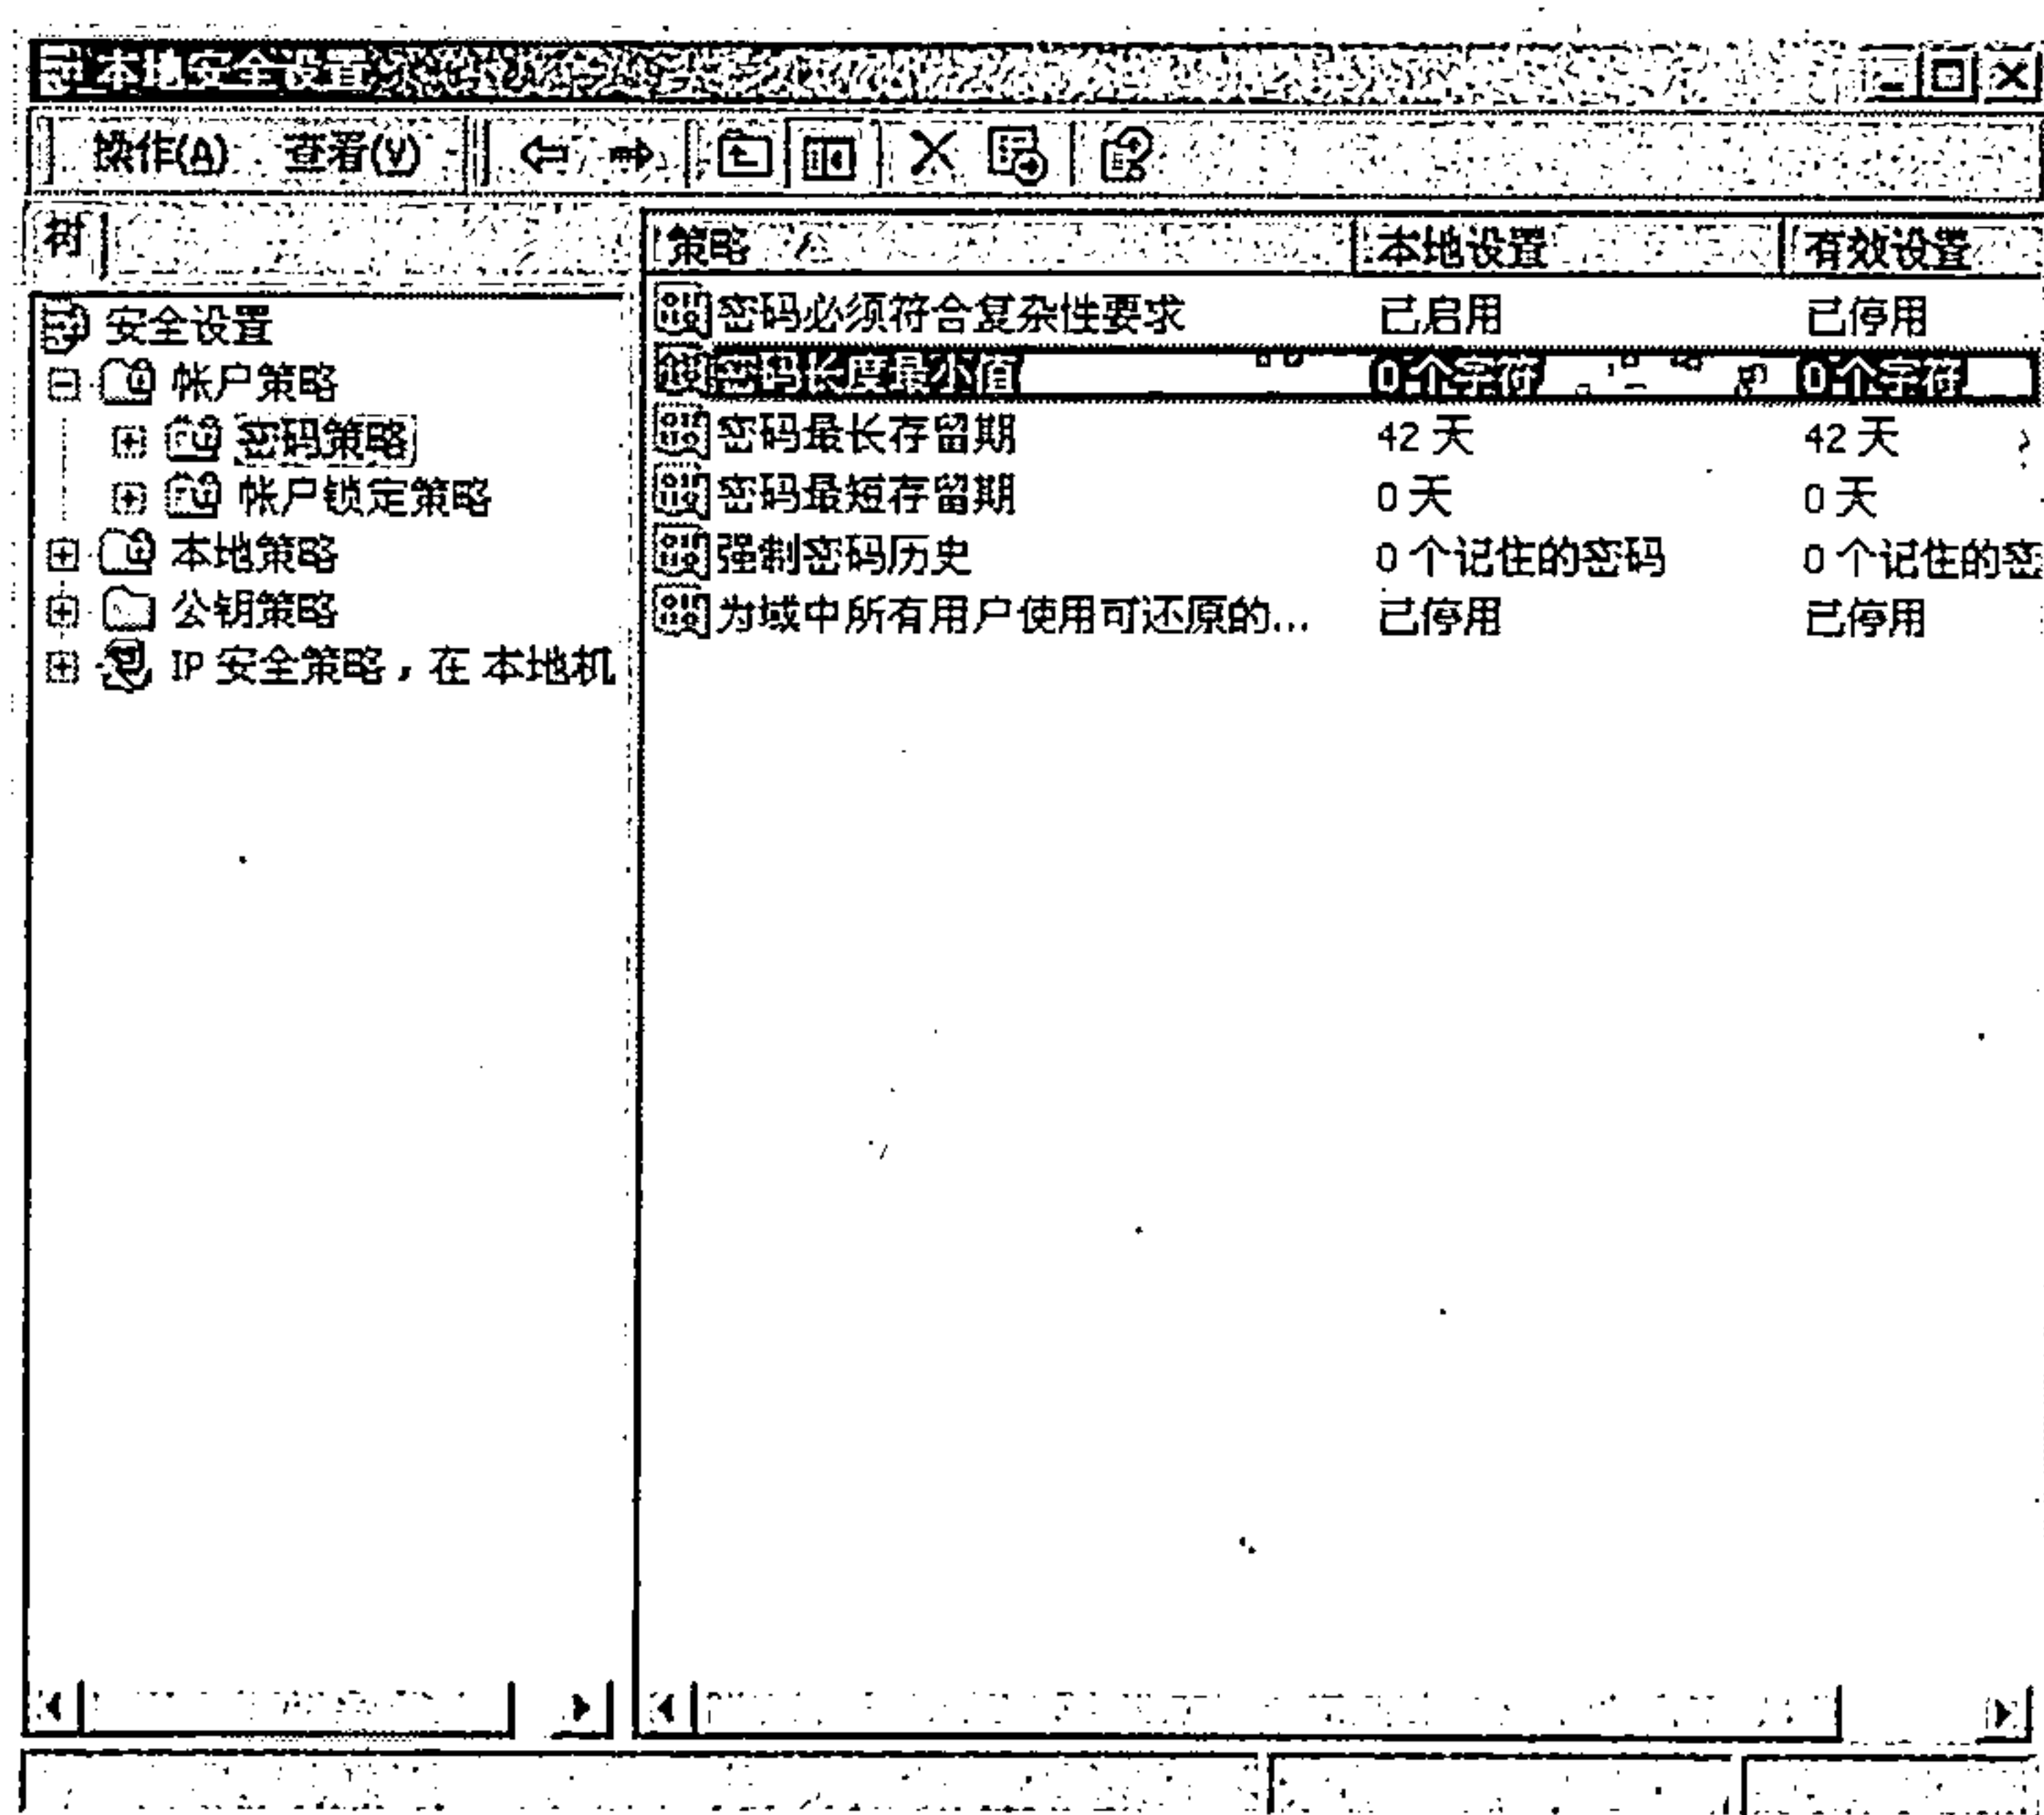 本地安全设置
操作(A) 查看(V)
树
策略 本地设置 有效设置
安全设置
帐户策略
密码策略
帐户锁定策略
本地策略
公钥策略
IP 安全策略，在 本地机
密码必须符合复杂性要求 已启用 已停用
密码长度最小值 0 个字符 0 个字符
密码最长存留期 42 天 42 天
密码最短存留期 0 天 0 天
强制密码历史 0 个记住的密码 0 个记住的密
为域中所有用户使用可还原的... 已停用 已停用